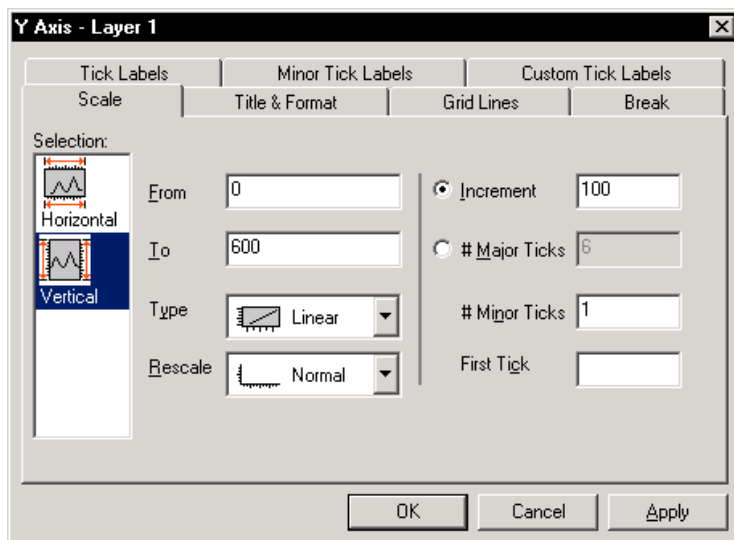 Y Axis - Layer 1
Tick Labels
Minor Tick Labels
Custom Tick Labels
Scale
Title & Format
Grid Lines
Break
Selection:
Horizontal
Vertical
From 0
To 600
Type Linear
Rescale Normal
Increment 100
# Major Ticks 6
# Minor Ticks 1
First Tick
OK
Cancel
Apply